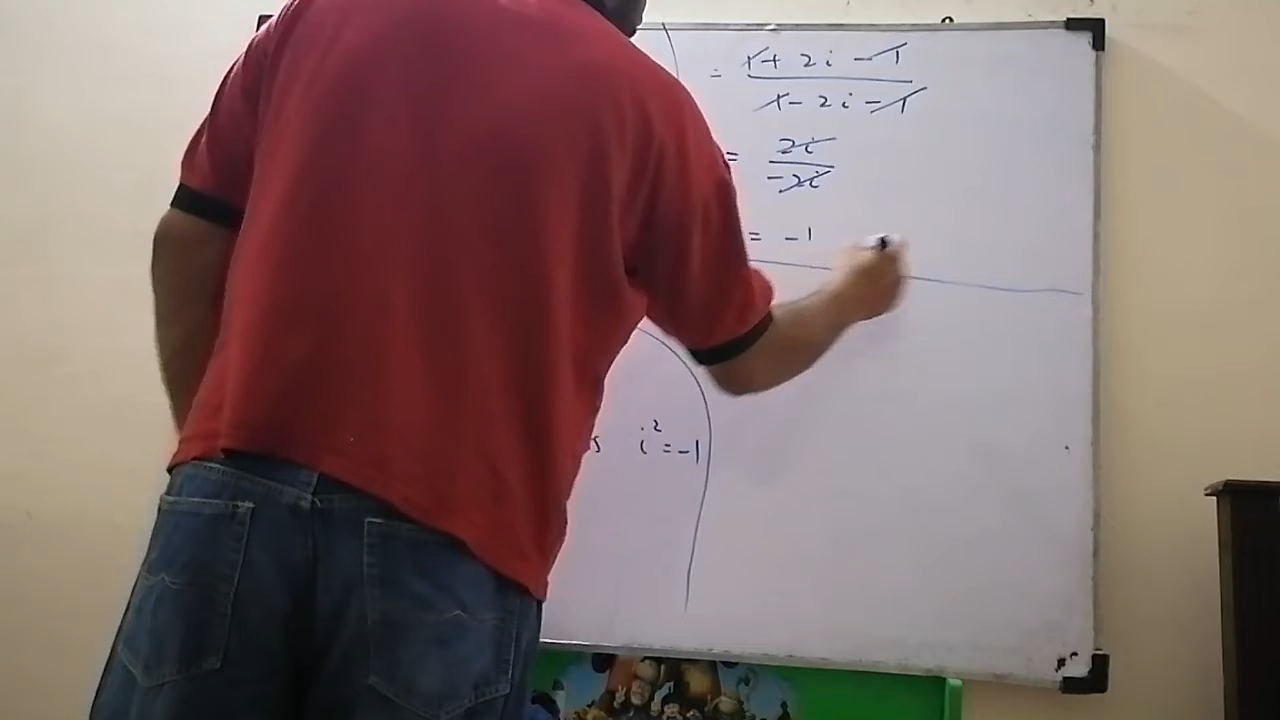 = 1 + 2i - 1
1 - 2i - 1
= 2i
-2i
= -1
s i² = -1